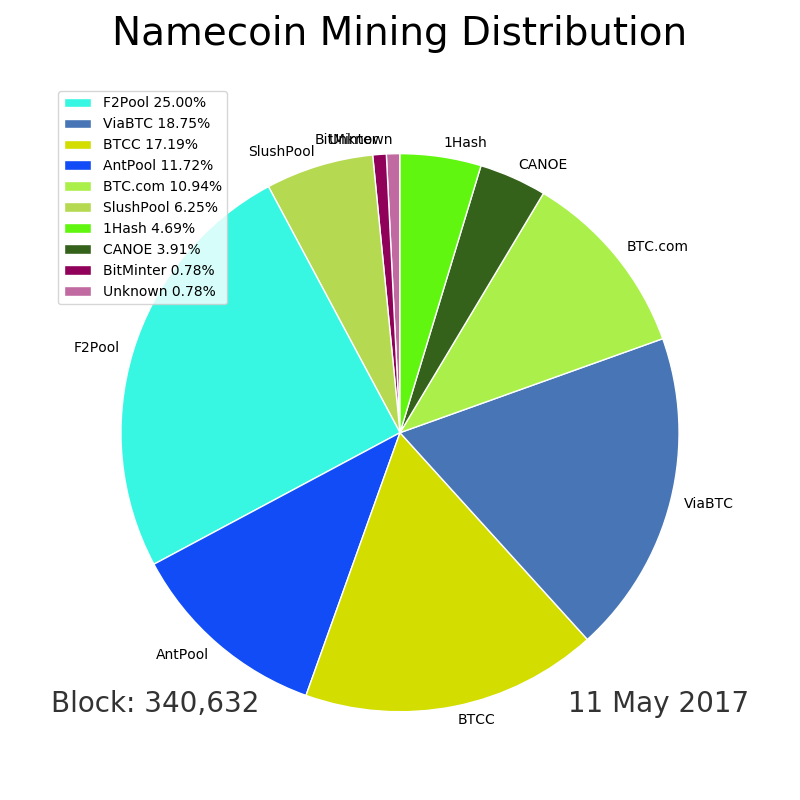 Namecoin Mining Distribution
F2Pool 25.00%
ViaBTC 18.75%
BTCC 17.19%
AntPool 11.72%
BTC.com 10.94%
SlushPool 6.25%
1Hash 4.69%
CANOE 3.91%
BitMinter 0.78%
Unknown 0.78%
BitMinter
Unknown
1Hash
SlushPool
CANOE
BTC.com
F2Pool
ViaBTC
AntPool
BTCC
Block: 340,632
11 May 2017